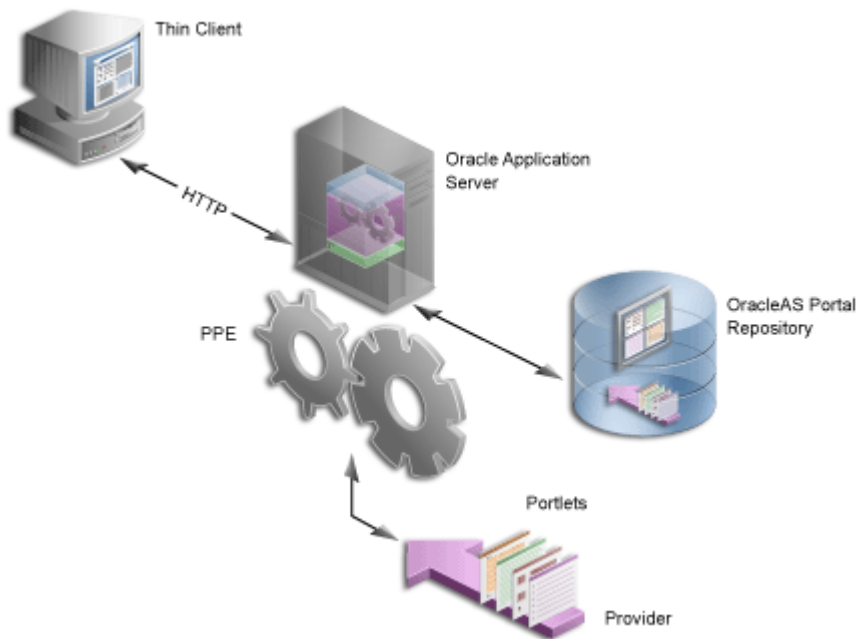 Thin Client
HTTP
Oracle Application
Server
OracleAS Portal
Repository
PPE
Portlets
Provider